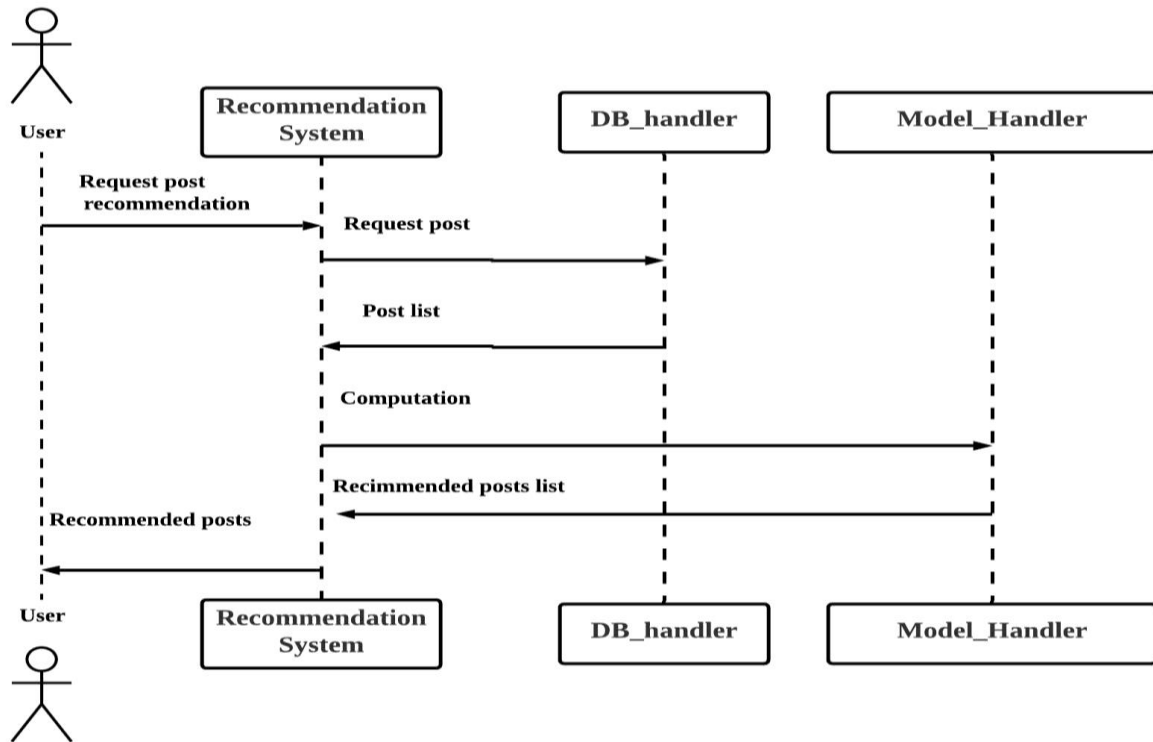 User
Recommendation
System
DB_handler
Model_Handler
Request post
recommendation
Request post
Post list
Computation
Recimmended posts list
Recommended posts
User
Recommendation
System
DB_handler
Model_Handler